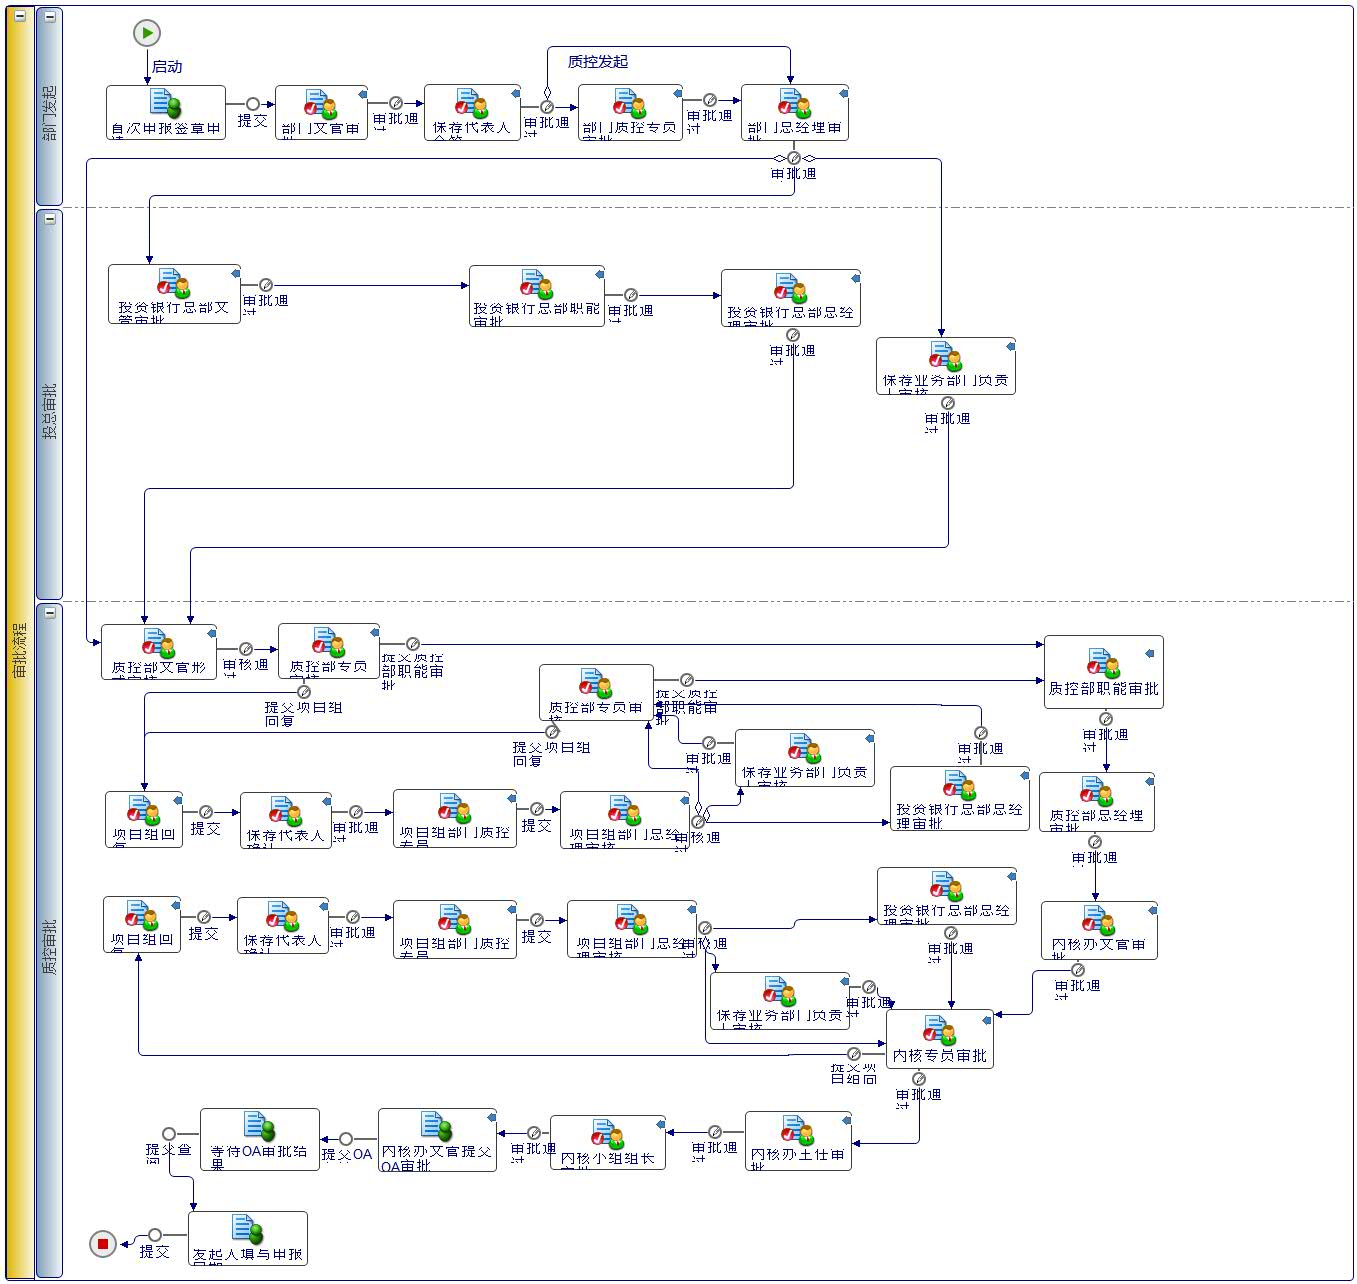 审批流程
部门发起
投总审批
质控审批
启动
质控发起
首次申报签章申
提交
部门文管审
审批通
过
保荐代表人
审批通
过
部门质控专员
审批
审批通
过
部门总经理审
批
审批通
过
投资银行总部文
管审批
审批通
过
投资银行总部职能
审批
审批通
过
投资银行总部总经
理审批
审批通
过
保荐业务部门负责
人审核
审批通
过
质控部文管形
式审核
审核通
过
质控部专员
审核
提交质控
部职能审
批
提交项目组
回复
质控部专员审
核
提交质控
部职能审
批
提交项目组
回复
质控部职能审批
审批通
过
保荐业务部门负责
人审核
审批通
过
投资银行总部总经
理审批
审批通
过
质控部总经理
审批
审批通
过
项目组回
复
提交
保荐代表人
确认
审批通
过
项目组部门质控
专员
提交
项目组部门总经
理审核
审核通
过
项目组回
复
提交
保荐代表人
确认
审批通
过
项目组部门质控
专员
提交
项目组部门总经
理审核
审核通
过
投资银行总部总经
理审批
审批通
过
内核办文管审
批
审批通
过
保荐业务部门负责
人审核
审批通
过
内核专员审批
提交项
目组回
审批通
过
内核办主任审
批
审批通
过
内核小组组长
审批
审批通
过
内核办文管提交
OA审批
提交OA
等待OA审批结
果
提交查
询
发起人填写申报
日期
提交